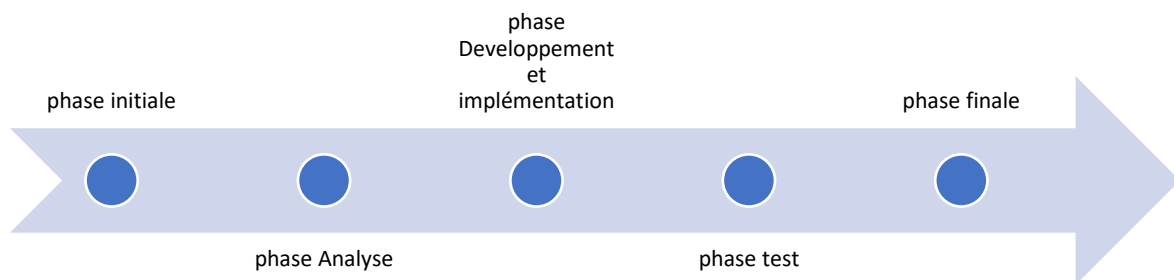 phase initiale
phase Analyse
phase
Developpement
et
implémentation
phase test
phase finale